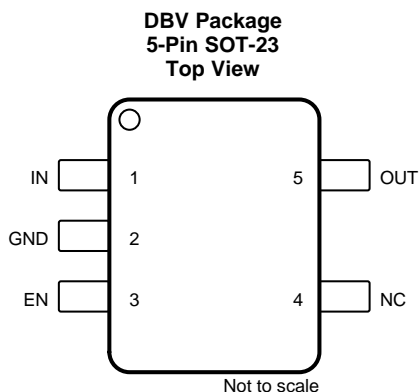 DBV Package
5-Pin SOT-23
Top View
IN 1 5 OUT
GND 2
EN 3 4 NC
Not to scale